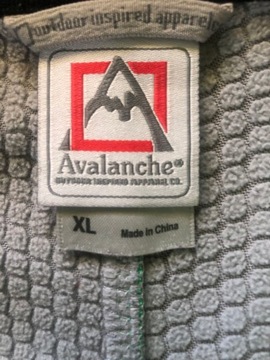 outdoor inspired apparel
Avalanche®
OUTDOOR INSPIRED APPAREL CO.
XL
Made in China